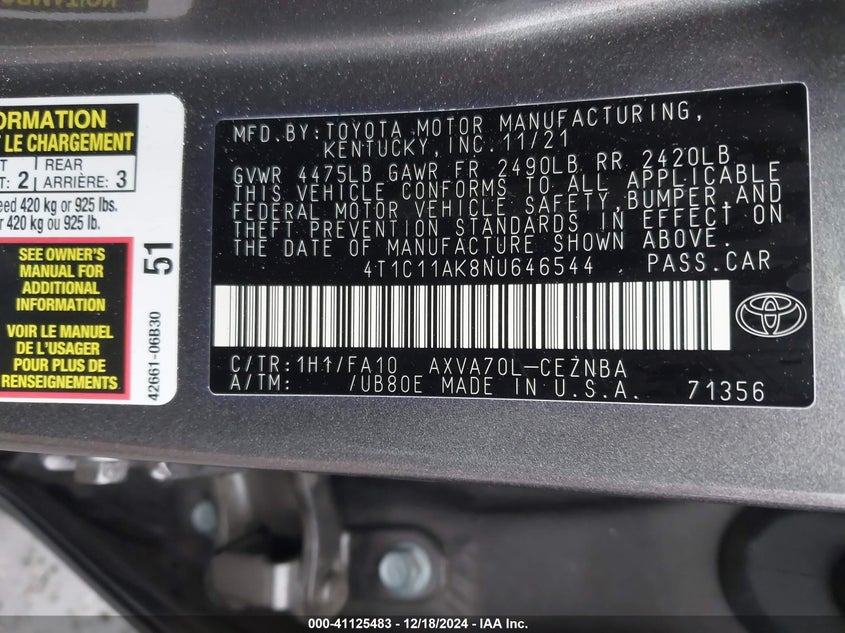 ORMATION
T LE CHARGEMENT
T: 2 REAR
ARRIÈRE: 3
eed 420 kg or 925 lbs.
r 420 kg ou 925 lb.
SEE OWNER'S
MANUAL FOR
ADDITIONAL
INFORMATION
VOIR LE MANUEL
DE L'USAGER
POUR PLUS DE
RENSEIGNEMENTS
51
42661-06B30
MFD.BY:TOYOTA MOTOR MANUFACTURING,
KENTUCKY, INC.11/21
GVWR 4475LB GAWR FR 2490LB RR 2420LB
THIS VEHICLE CONFORMS TO ALL APPLICABLE
FEDERAL MOTOR VEHICLE SAFETY,BUMPER,AND
THEFT PREVENTION STANDARDS IN EFFECT ON
THE DATE OF MANUFACTURE SHOWN ABOVE.
4T1C11AK8NU646544 PASS.CAR
C/TR:1H1/FA10 AXVA70L-CEZNBA
A/TM: /UB80E MADE IN U.S.A. 71356
000-41125483 - 12/18/2024 - IAA Inc.